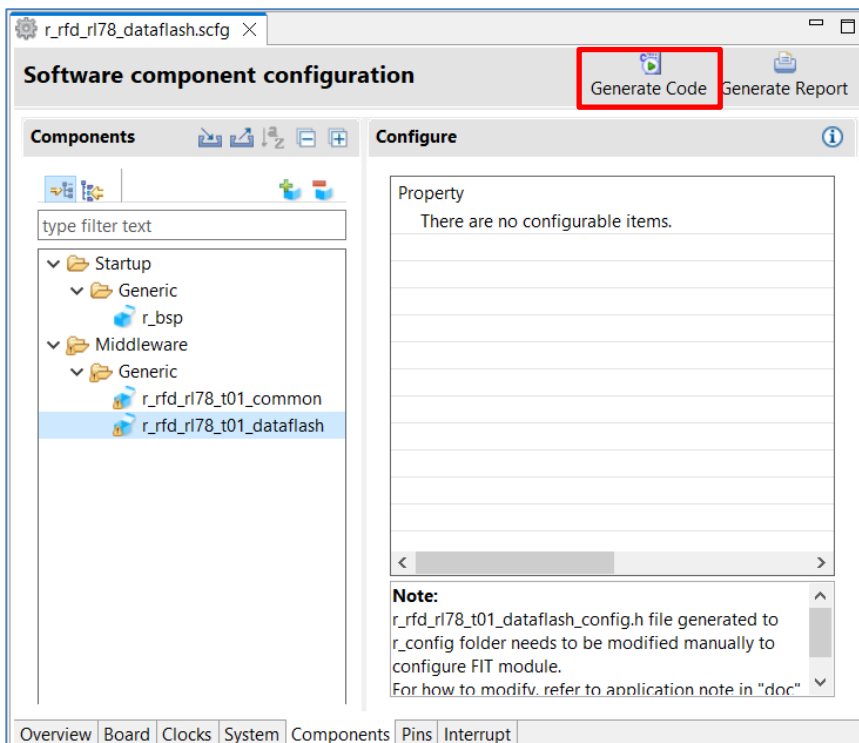 r_rfd_rl78_dataflash.scfg
Software component configuration
Generate Code
Generate Report
Components
Configure
type filter text
Startup
Generic
r_bsp
Middleware
Generic
r_rfd_rl78_t01_common
r_rfd_rl78_t01_dataflash
Property
There are no configurable items.
Note:
r_rfd_rl78_t01_dataflash_config.h file generated to
r_config folder needs to be modified manually to
configure FIT module.
For how to modify, refer to application note in "doc"
Overview Board Clocks System Components Pins Interrupt